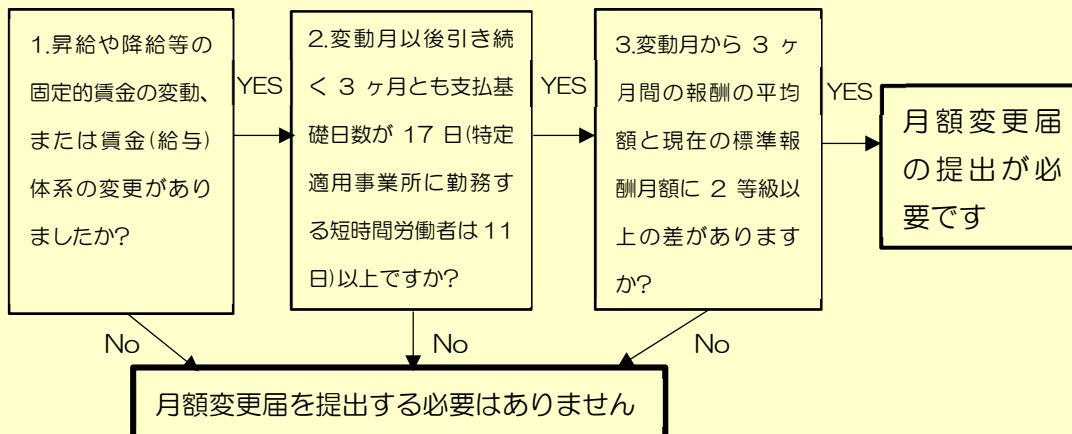 1.昇給や降給等の
固定的賃金の変動、
または賃金(給与)
体系の変更があり
ましたか?
YES
2.変動月以後引き続
く 3 ヶ月とも支払基
礎日数が 17 日(特定
適用事業所に勤務す
る短時間労働者は 11
日)以上ですか?
YES
3.変動月から 3 ヶ
月間の報酬の平均
額と現在の標準報
酬月額に 2 等級以
上の差があります
か?
YES
月額変更届
の提出が必
要です
No
No
No
月額変更届を提出する必要はありません